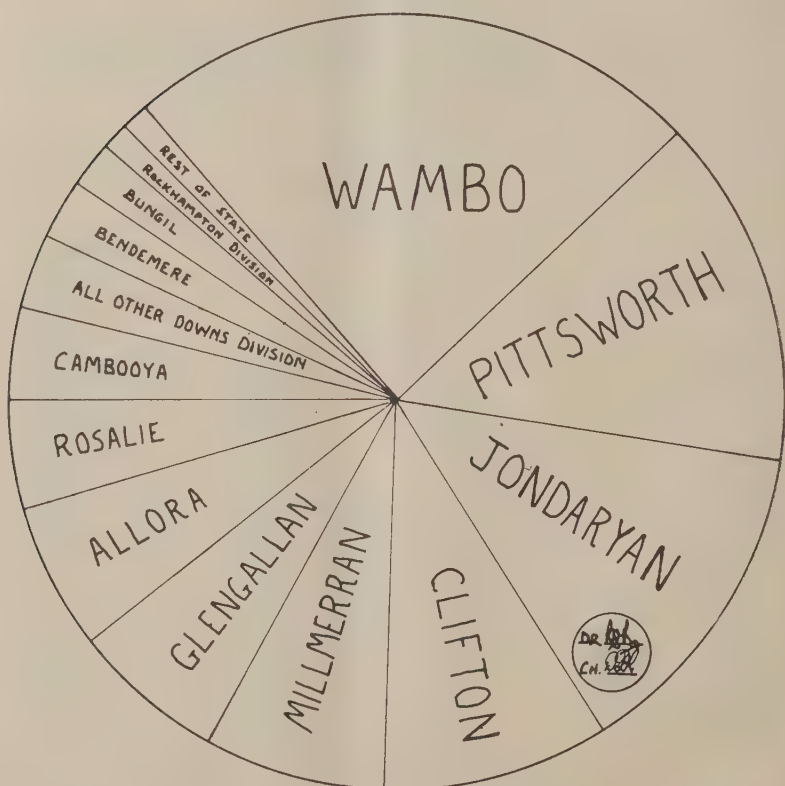 WAMBO
PITTSWORTH
JONDARYAN
CLIFTON
MILLMERRAN
GLENGALLAN
ALLORA
ROSALIE
CAMBOOYA
ALL OTHER DOWNS DIVISION
BENDEMERE
BUNGIL
ROCKHAMPTON DIVISION
REST OF STATE
DR
CH.